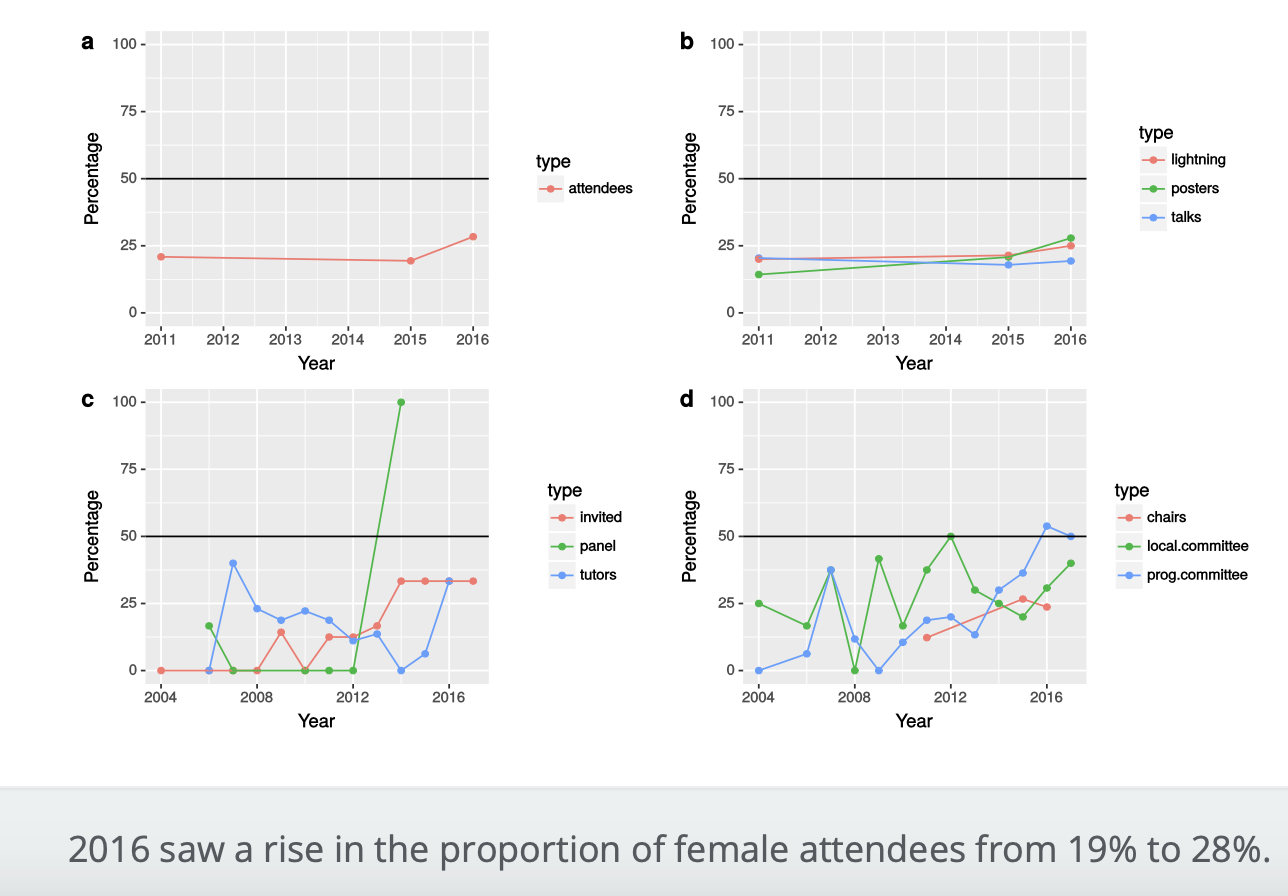 a
100
75
50
25
0
Percentage
2011 2012 2013 2014 2015 2016
Year
type
attendees
b
100
75
50
25
0
Percentage
2011 2012 2013 2014 2015 2016
Year
type
lightning
posters
talks
c
100
75
50
25
0
Percentage
2004 2008 2012 2016
Year
type
invited
panel
tutors
d
100
75
50
25
0
Percentage
2004 2008 2012 2016
Year
type
chairs
local.committee
prog.committee
2016 saw a rise in the proportion of female attendees from 19% to 28%.